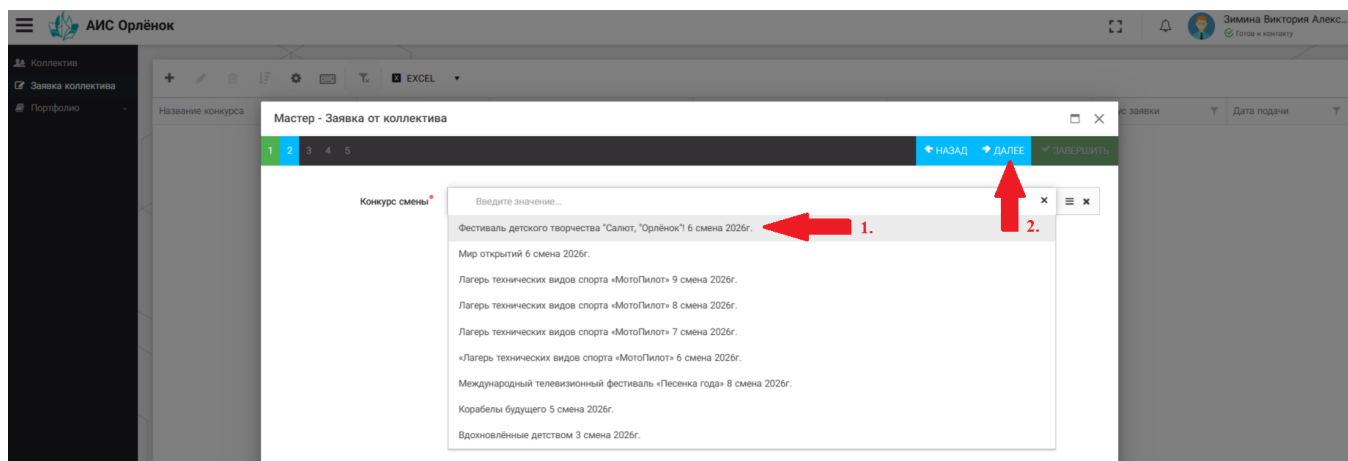 АИС Орлёнок
Зимина Виктория Алекс...
Готов к контакту
Коллектив
Заявка коллектива
Портфолио
EXCEL
Название конкурса
ус заявки
Дата подачи
Мастер - Заявка от коллектива
1 2 3 4 5
НАЗАД ДАЛЕЕ ЗАВЕРШИТЬ
Конкурс смены*
Введите значение...
Фестиваль детского творчества "Салют, "Орлёнок"! 6 смена 2026г.
1.
2.
Мир открытий 6 смена 2026г.
Лагерь технических видов спорта «МотоПилот» 9 смена 2026г.
Лагерь технических видов спорта «МотоПилот» 8 смена 2026г.
Лагерь технических видов спорта «МотоПилот» 7 смена 2026г.
«Лагерь технических видов спорта «МотоПилот» 6 смена 2026г.
Международный телевизионный фестиваль «Песенка года» 8 смена 2026г.
Корабелы будущего 5 смена 2026г.
Вдохновлённые детством 3 смена 2026г.